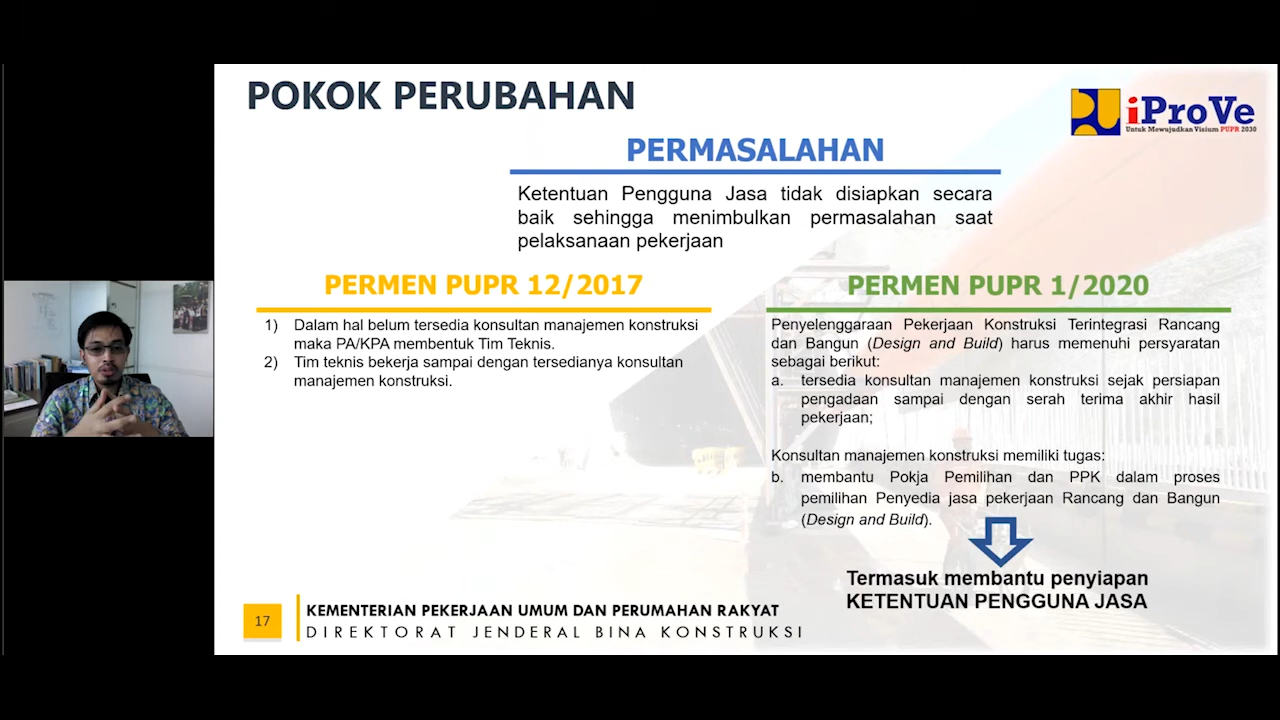 POKOK PERUBAHAN
iProVe
Untuk Mewujudkan Visium PUPR 2030
PERMASALAHAN
Ketentuan Pengguna Jasa tidak disiapkan secara
baik sehingga menimbulkan permasalahan saat
pelaksanaan pekerjaan
PERMEN PUPR 12/2017
1) Dalam hal belum tersedia konsultan manajemen konstruksi
maka PA/KPA membentuk Tim Teknis.
2) Tim teknis bekerja sampai dengan tersedianya konsultan
manajemen konstruksi.
PERMEN PUPR 1/2020
Penyelenggaraan Pekerjaan Konstruksi Terintegrasi Rancang
dan Bangun (Design and Build) harus memenuhi persyaratan
sebagai berikut:
a. tersedia konsultan manajemen konstruksi sejak persiapan
pengadaan sampai dengan serah terima akhir hasil
pekerjaan;
Konsultan manajemen konstruksi memiliki tugas:
b. membantu Pokja Pemilihan dan PPK dalam proses
pemilihan Penyedia jasa pekerjaan Rancang dan Bangun
(Design and Build).
Termasuk membantu penyiapan
KETENTUAN PENGGUNA JASA
17
KEMENTERIAN PEKERJAAN UMUM DAN PERUMAHAN RAKYAT
DIREKTORAT JENDERAL BINA KONSTRUKSI